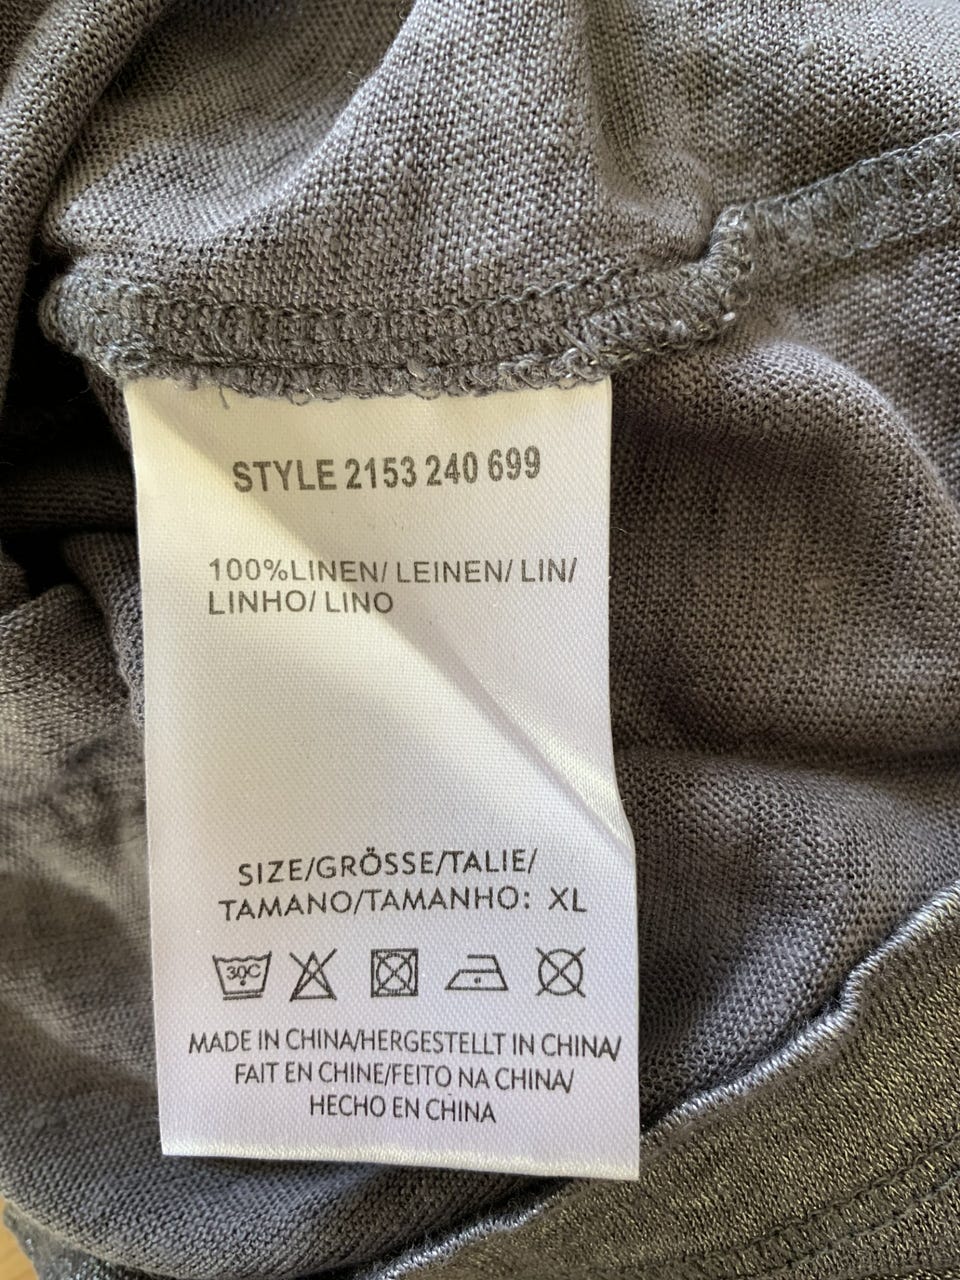 STYLE 2153 240 699
100%LINEN/ LEINEN/ LIN/
LINHO/ LINO
SIZE/GRÖSSE/TALIE/
TAMANO/TAMANHO: XL
30C
MADE IN CHINA/HERGESTELLT IN CHINA/
FAIT EN CHINE/FEITO NA CHINA/
HECHO EN CHINA